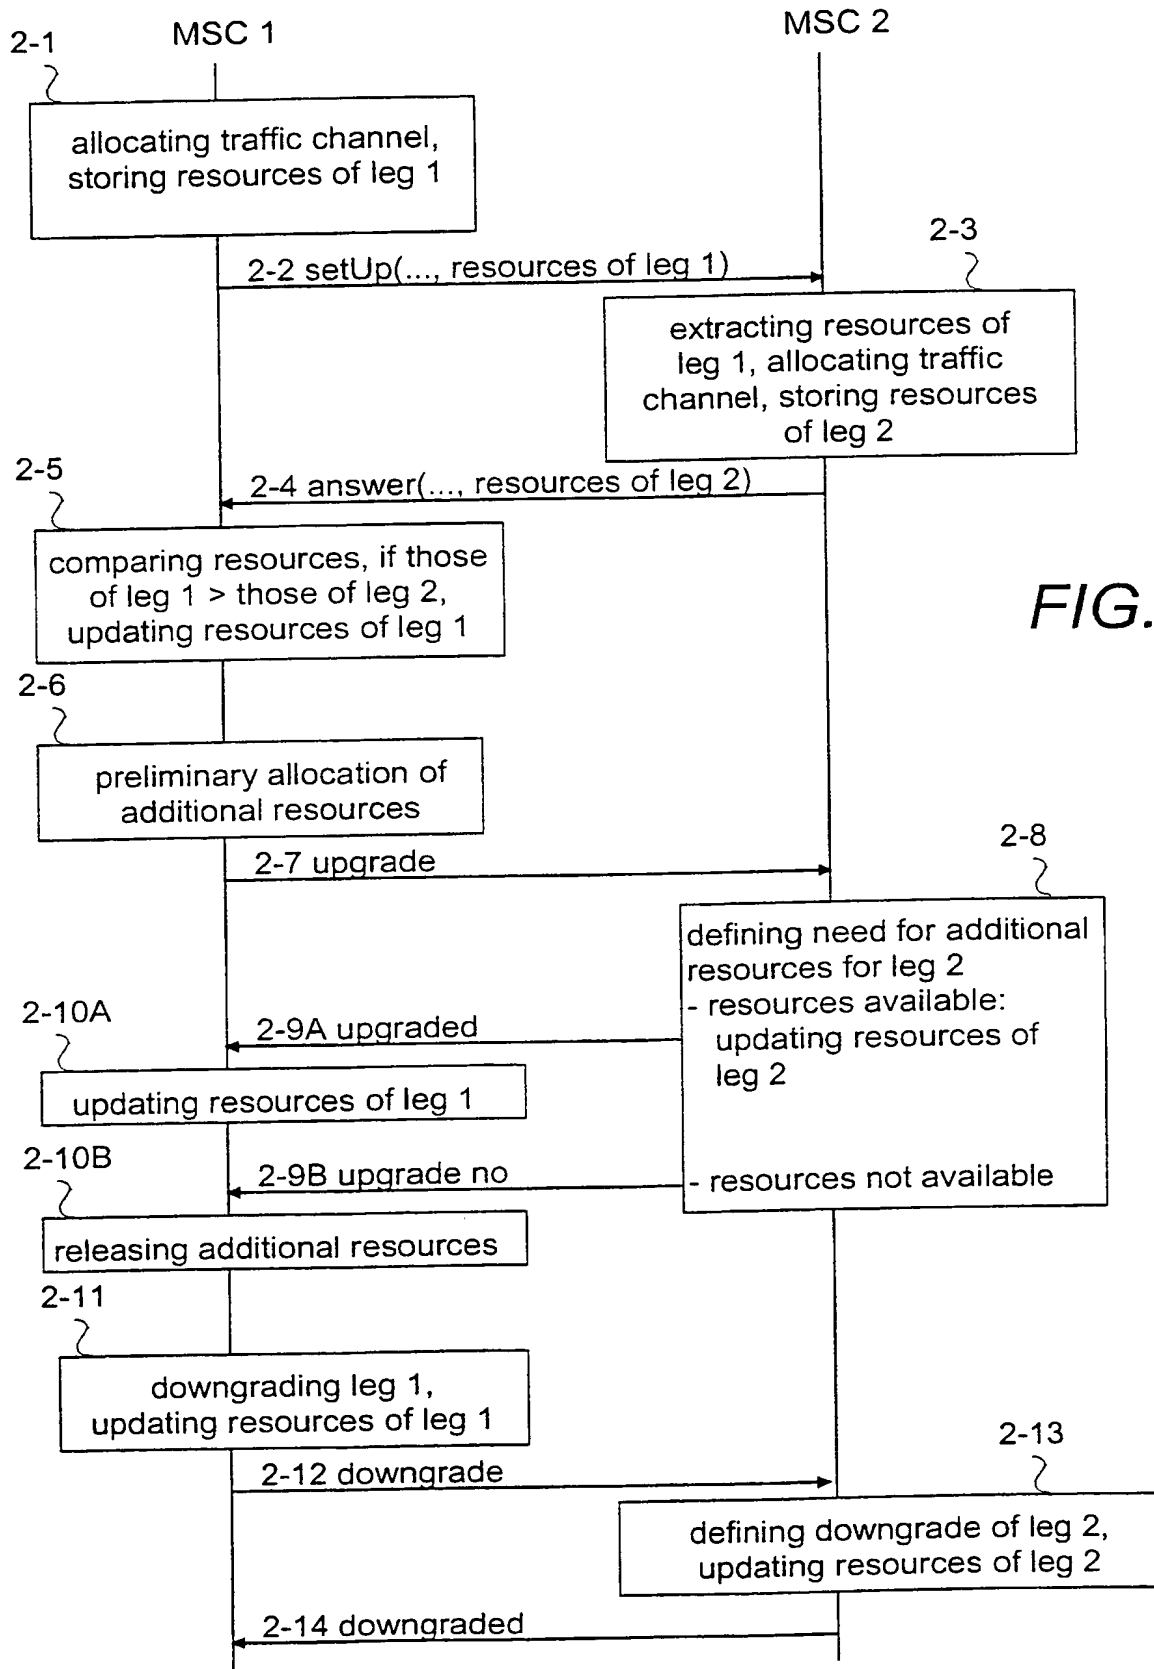 MSC 1
MSC 2
2-1
allocating traffic channel,
storing resources of leg 1
2-2 setUp(..., resources of leg 1)
2-3
extracting resources of
leg 1, allocating traffic
channel, storing resources
of leg 2
2-4 answer(..., resources of leg 2)
2-5
comparing resources, if those
of leg 1 > those of leg 2,
updating resources of leg 1
FIG.
2-6
preliminary allocation of
additional resources
2-7 upgrade
2-8
defining need for additional
resources for leg 2
- resources available:
updating resources of
leg 2
- resources not available
2-9A upgraded
2-10A
updating resources of leg 1
2-9B upgrade no
2-10B
releasing additional resources
2-11
downgrading leg 1,
updating resources of leg 1
2-12 downgrade
2-13
defining downgrade of leg 2,
updating resources of leg 2
2-14 downgraded